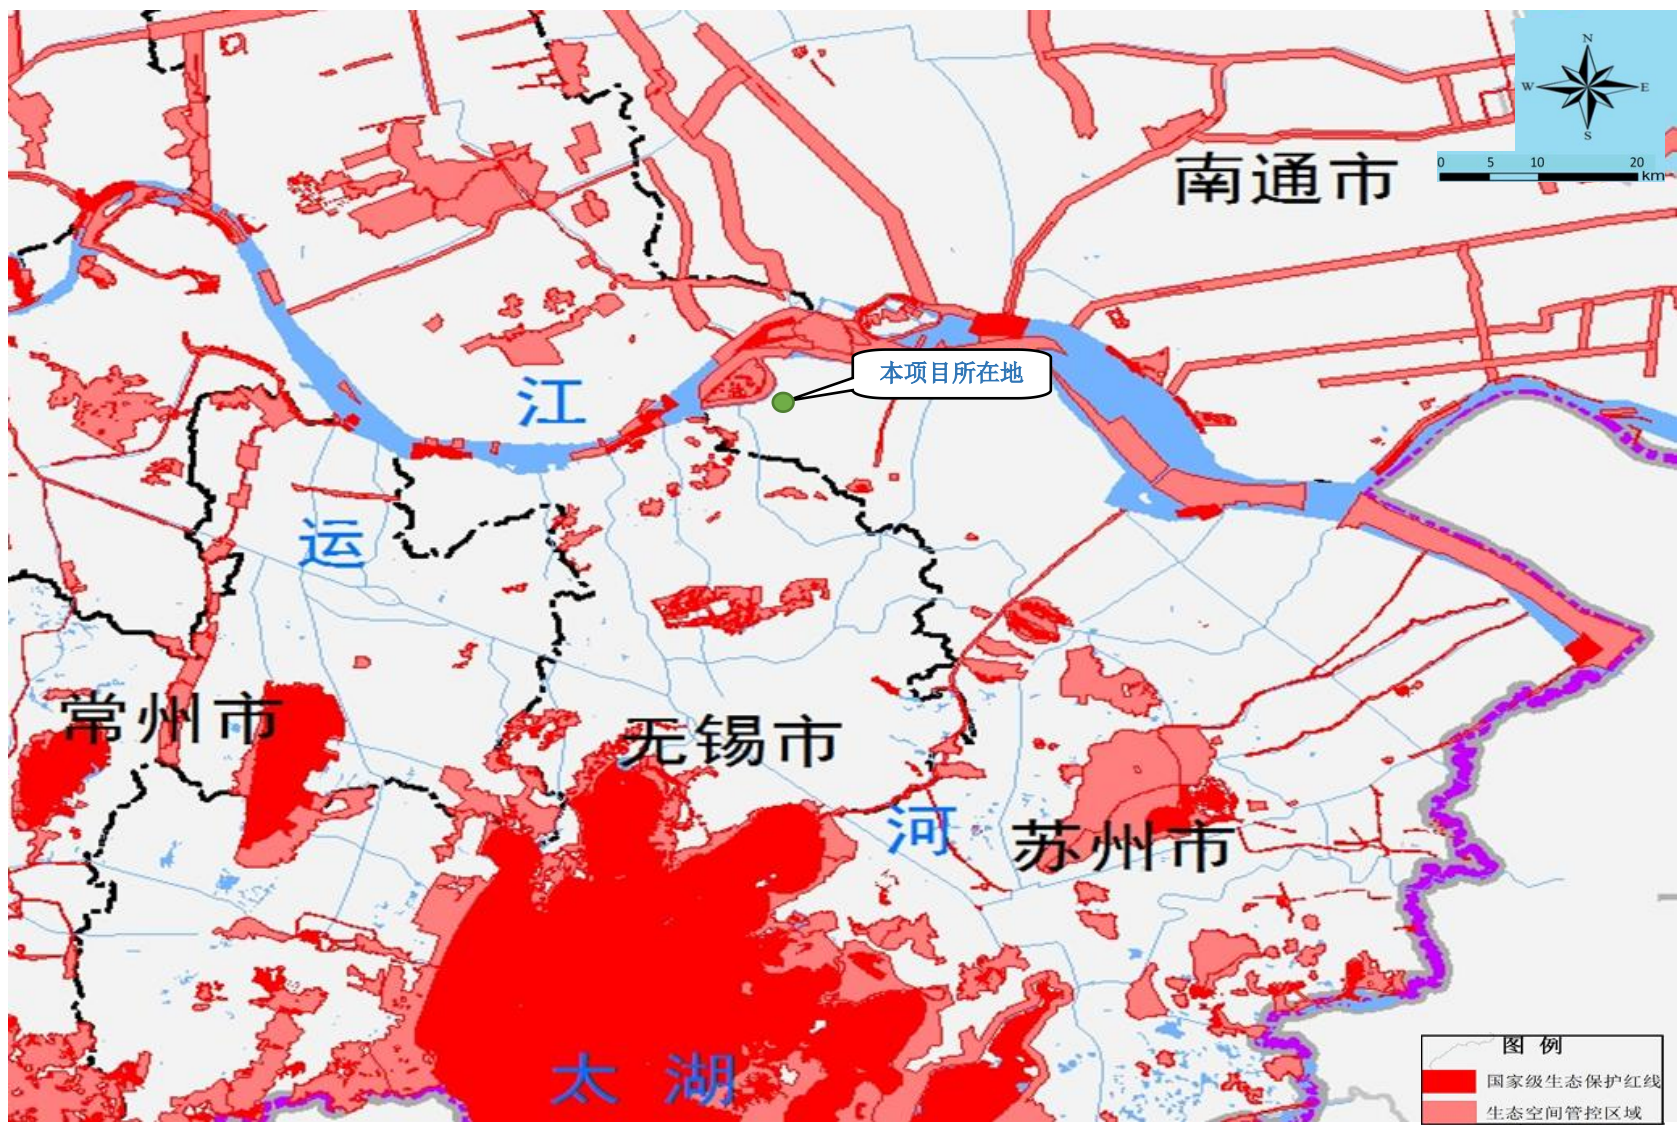 N
W E
S
0 5 10 20
km
南通市
本项目所在地
江
运
常州市
无锡市
河
苏州市
太湖
图例
国家级生态保护红线
生态空间管控区域